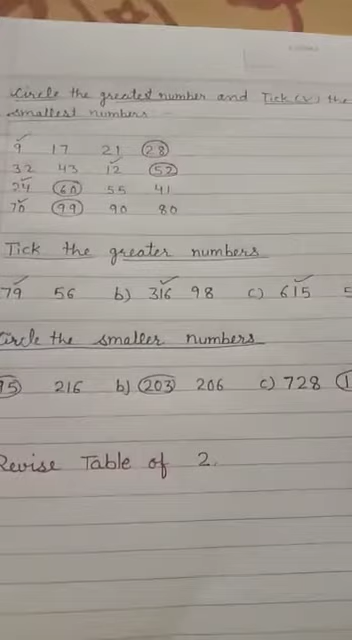 Circle the greatest number and Tick (✓) the
smallest numbers
9 17 21 28
32 43 12 52
24 60 55 41
70 99 90 80
Tick the greater numbers
79 56 b) 316 98 c) 615
Circle the smaller numbers
216 b) 203 206 c) 728
Revise Table of 2.